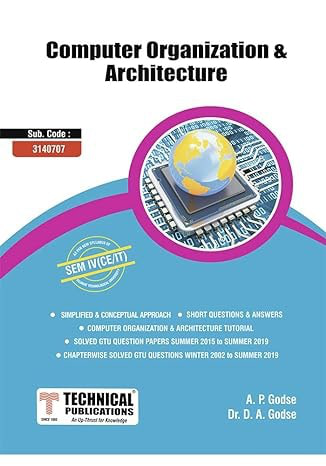 Computer Organization &
Architecture
Sub. Code :
3140707
SEM IV(CE/IT)
• SIMPLIFIED & CONCEPTUAL APPROACH • SHORT QUESTIONS & ANSWERS
• COMPUTER ORGANIZATION & ARCHITECTURE TUTORIAL
• SOLVED GTU QUESTION PAPERS SUMMER 2015 to SUMMER 2019
• CHAPTERWISE SOLVED GTU QUESTIONS WINTER 2002 to SUMMER 2019
TECHNICAL
PUBLICATIONS
SINCE 1993
An Up-Thrust for Knowledge
A. P. Godse
Dr. D. A. Godse